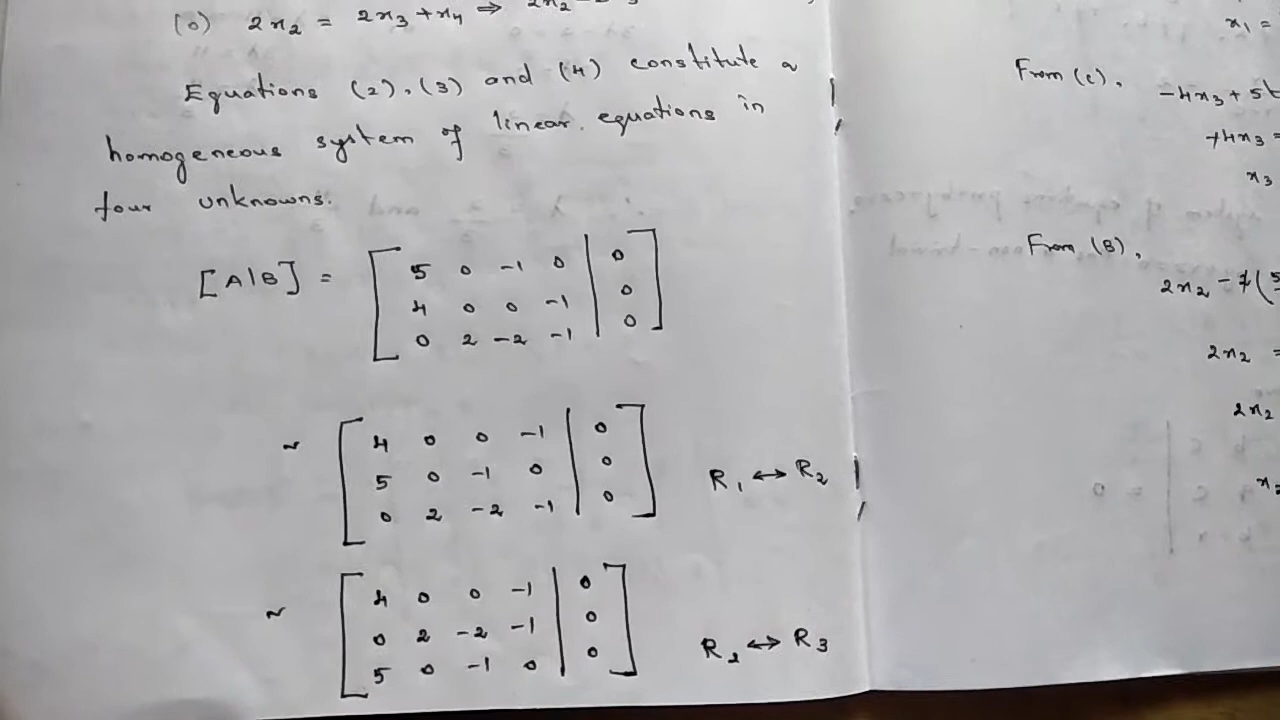 (o) 2x₂ = 2x₃ + x₄ ⇒
Equations (2), (3) and (4) constitute a
homogeneous system of linear equations in
four unknowns.
[A|B] =
5 0 -1 0 | 0
4 0 0 -1 | 0
0 2 -2 -1 | 0
~
4 0 0 -1 | 0
5 0 -1 0 | 0
0 2 -2 -1 | 0
R₁ ↔ R₂
~
4 0 0 -1 | 0
0 2 -2 -1 | 0
5 0 -1 0 | 0
R₂ ↔ R₃
x₁ =
From (c),
-4x₃ + 5t
+4x₃ =
x₃
From (B),
2x₂ - 7(5
2x₂ =
2x₂